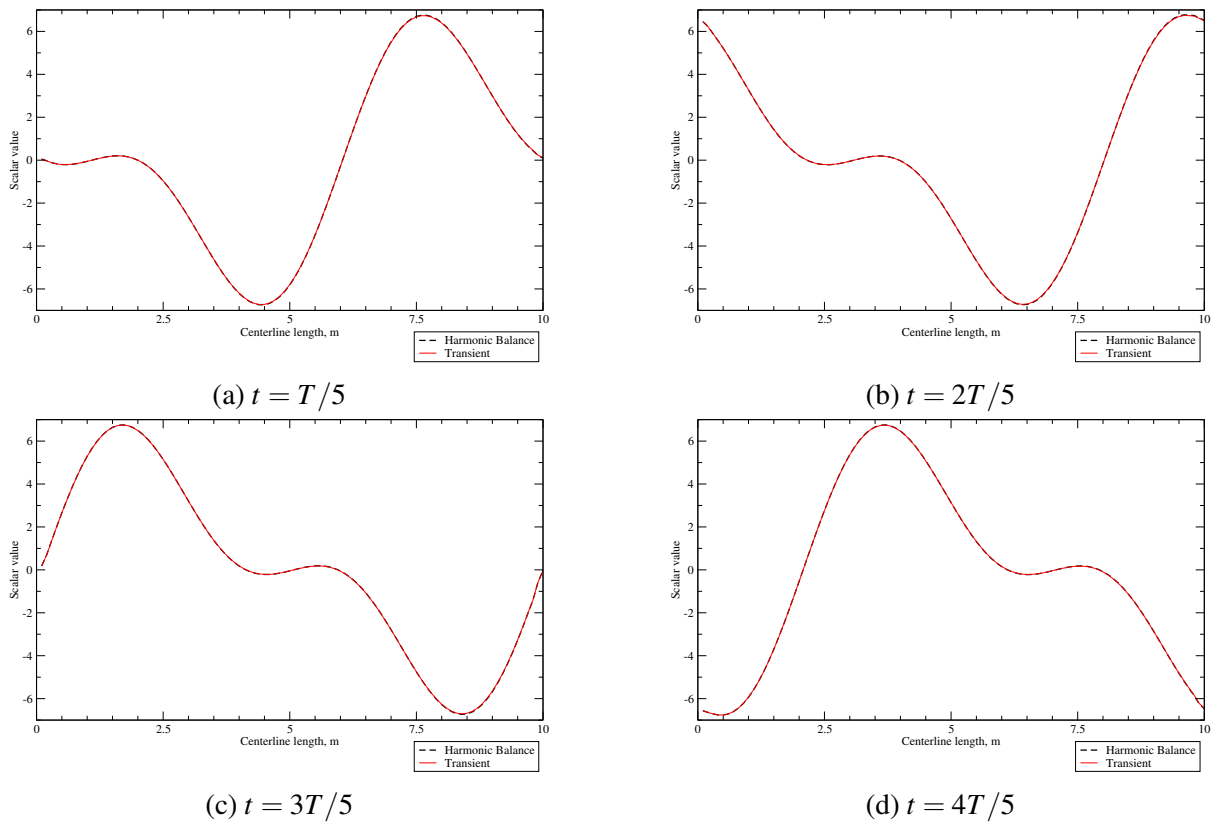 6
4
2
0
-2
-4
-6
Scalar value
0
2.5
5
7.5
10
Centerline length, m
Harmonic Balance
Transient
(a) t = T/5
6
4
2
0
-2
-4
-6
Scalar value
0
2.5
5
7.5
10
Centerline length, m
Harmonic Balance
Transient
(b) t = 2T/5
6
4
2
0
-2
-4
-6
Scalar value
0
2.5
5
7.5
10
Centerline length, m
Harmonic Balance
Transient
(c) t = 3T/5
6
4
2
0
-2
-4
-6
Scalar value
0
2.5
5
7.5
10
Centerline length, m
Harmonic Balance
Transient
(d) t = 4T/5